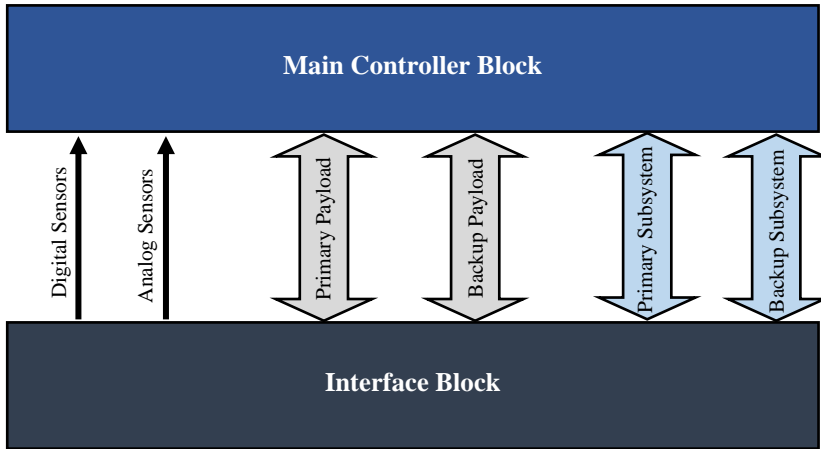 Main Controller Block
Digital Sensors
Analog Sensors
Primary Payload
Backup Payload
Primary Subsystem
Backup Subsystem
Interface Block